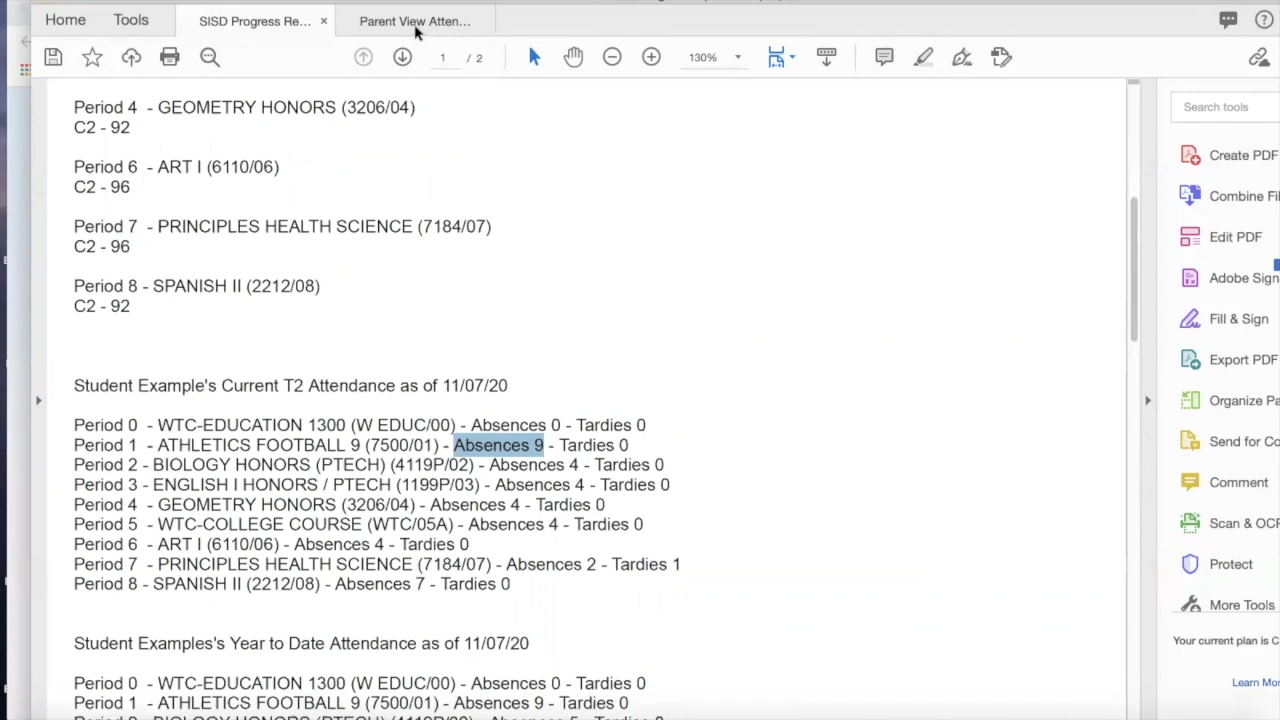 Home
Tools
SISD Progress Re... ×
Parent View Atten...
1 / 2
130%
Period 4 - GEOMETRY HONORS (3206/04)
C2 - 92
Period 6 - ART I (6110/06)
C2 - 96
Period 7 - PRINCIPLES HEALTH SCIENCE (7184/07)
C2 - 96
Period 8 - SPANISH II (2212/08)
C2 - 92
Student Example's Current T2 Attendance as of 11/07/20
Period 0 - WTC-EDUCATION 1300 (W EDUC/00) - Absences 0 - Tardies 0
Period 1 - ATHLETICS FOOTBALL 9 (7500/01) - Absences 9 - Tardies 0
Period 2 - BIOLOGY HONORS (PTECH) (4119P/02) - Absences 4 - Tardies 0
Period 3 - ENGLISH I HONORS / PTECH (1199P/03) - Absences 4 - Tardies 0
Period 4 - GEOMETRY HONORS (3206/04) - Absences 4 - Tardies 0
Period 5 - WTC-COLLEGE COURSE (WTC/05A) - Absences 4 - Tardies 0
Period 6 - ART I (6110/06) - Absences 4 - Tardies 0
Period 7 - PRINCIPLES HEALTH SCIENCE (7184/07) - Absences 2 - Tardies 1
Period 8 - SPANISH II (2212/08) - Absences 7 - Tardies 0
Student Examples's Year to Date Attendance as of 11/07/20
Period 0 - WTC-EDUCATION 1300 (W EDUC/00) - Absences 0 - Tardies 0
Period 1 - ATHLETICS FOOTBALL 9 (7500/01) - Absences 9 - Tardies 0
Search tools
Create PDF
Combine Fil
Edit PDF
Adobe Sign
Fill & Sign
Export PDF
Organize Pa
Send for Co
Comment
Scan & OCR
Protect
More Tools
Your current plan is C
Learn Mor